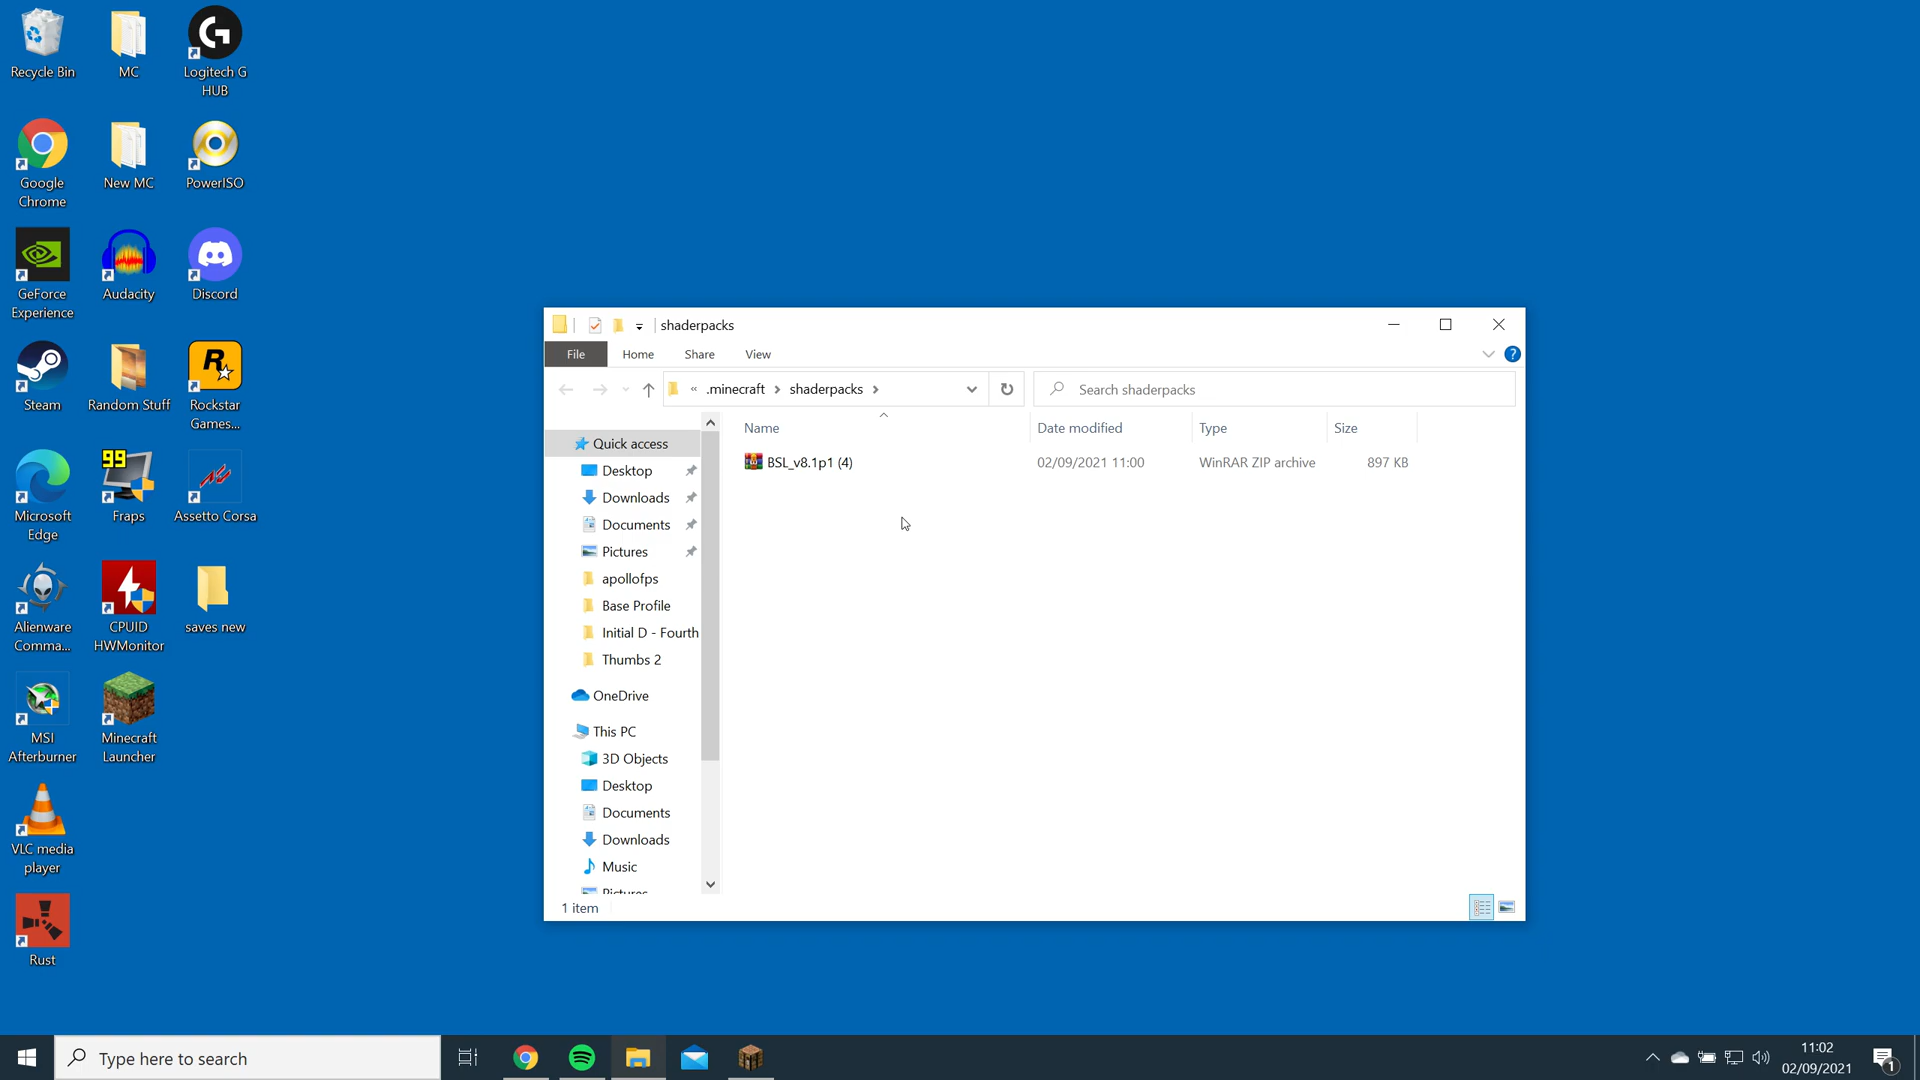 Recycle Bin
MC
Logitech G
HUB
Google
Chrome
New MC
PowerISO
GeForce
Experience
Audacity
Discord
Steam
Random Stuff
Rockstar
Games...
Microsoft
Edge
99
Fraps
Assetto Corsa
Alienware
Comma...
CPUID
HWMonitor
saves new
MSI
Afterburner
Minecraft
Launcher
VLC media
player
Rust
shaderpacks
File
Home
Share
View
?
« .minecraft > shaderpacks >
Search shaderpacks
Name
Date modified
Type
Size
BSL_v8.1p1 (4)
02/09/2021 11:00
WinRAR ZIP archive
897 KB
Quick access
Desktop
Downloads
Documents
Pictures
apollofps
Base Profile
Initial D - Fourth
Thumbs 2
OneDrive
This PC
3D Objects
Desktop
Documents
Downloads
Music
Pictures
1 item
Type here to search
11:02
02/09/2021
1